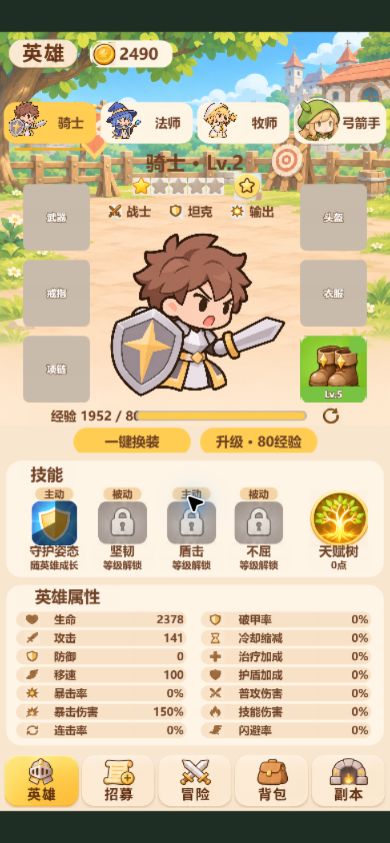 英雄
2490
骑士
法师
牧师
弓箭手
骑士·Lv.2
战士
坦克
输出
武器
头盔
戒指
衣服
项链
Lv.5
经验 1952 / 80
一键换装
升级·80经验
技能
主动
被动
主动
被动
守护姿态
坚韧
盾击
不屈
天赋树
随英雄成长
等级解锁
等级解锁
等级解锁
0点
英雄属性
生命 2378
破甲率 0%
攻击 141
冷却缩减 0%
防御 0
治疗加成 0%
移速 100
护盾加成 0%
暴击率 0%
普攻伤害 0%
暴击伤害 150%
技能伤害 0%
连击率 0%
闪避率 0%
英雄
招募
冒险
背包
副本